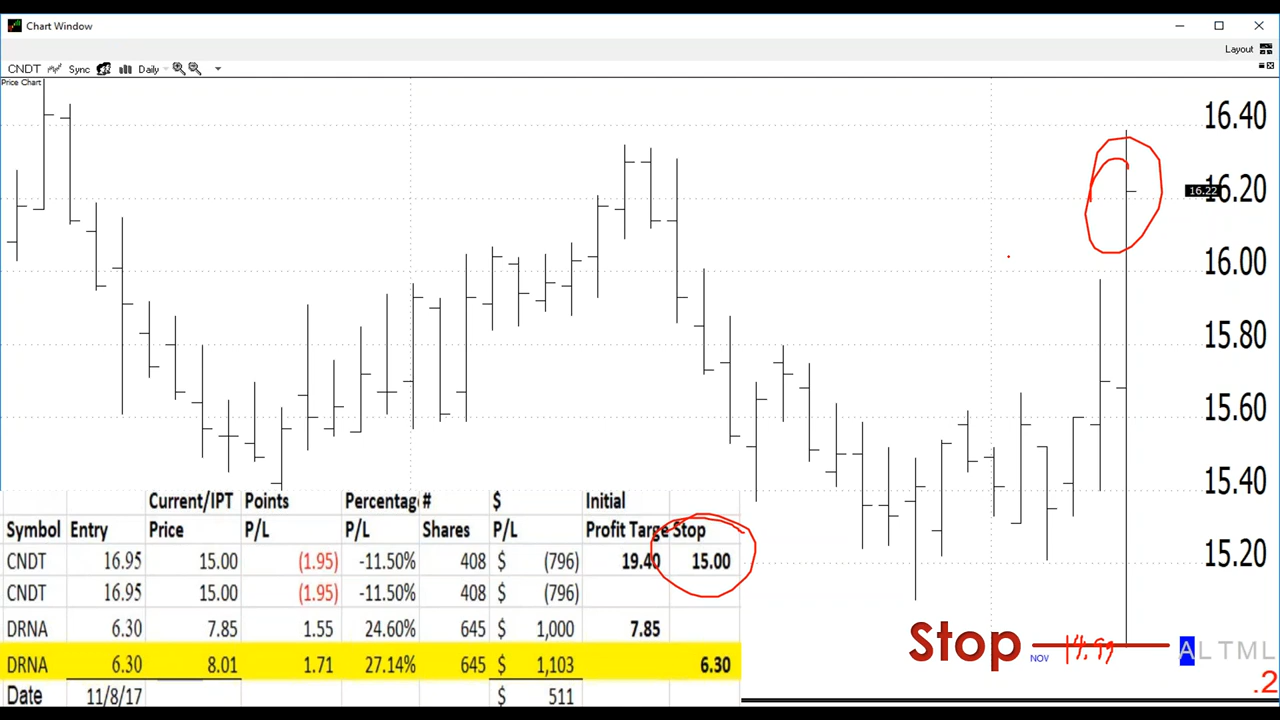 Chart Window
Layout
CNDT Sync Daily
Price Chart
16.40
16.22 16.20
16.00
15.80
15.60
15.40
15.20
Current/IPT Points Percentag # $ Initial
Symbol Entry Price P/L P/L Shares P/L Profit Targe Stop
CNDT 16.95 15.00 (1.95) -11.50% 408 $ (796) 19.40 15.00
CNDT 16.95 15.00 (1.95) -11.50% 408 $ (796)
DRNA 6.30 7.85 1.55 24.60% 645 $ 1,000 7.85
DRNA 6.30 8.01 1.71 27.14% 645 $ 1,103 6.30
Date 11/8/17 $ 511
Stop 14.99
NOV
A L T M L
.2